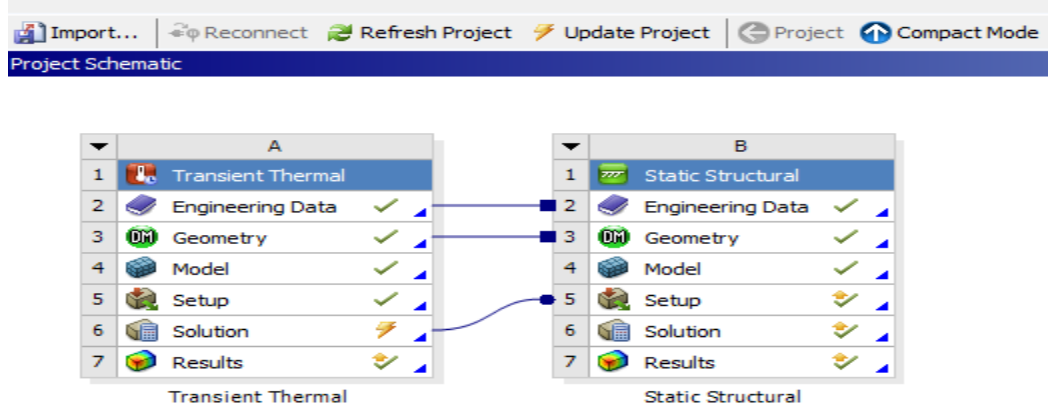 Import... Reconnect Refresh Project Update Project Project Compact Mode
Project Schematic
A
1 Transient Thermal
2 Engineering Data
3 DM Geometry
4 Model
5 Setup
6 Solution
7 Results
Transient Thermal
B
1 Static Structural
2 Engineering Data
3 DM Geometry
4 Model
5 Setup
6 Solution
7 Results
Static Structural